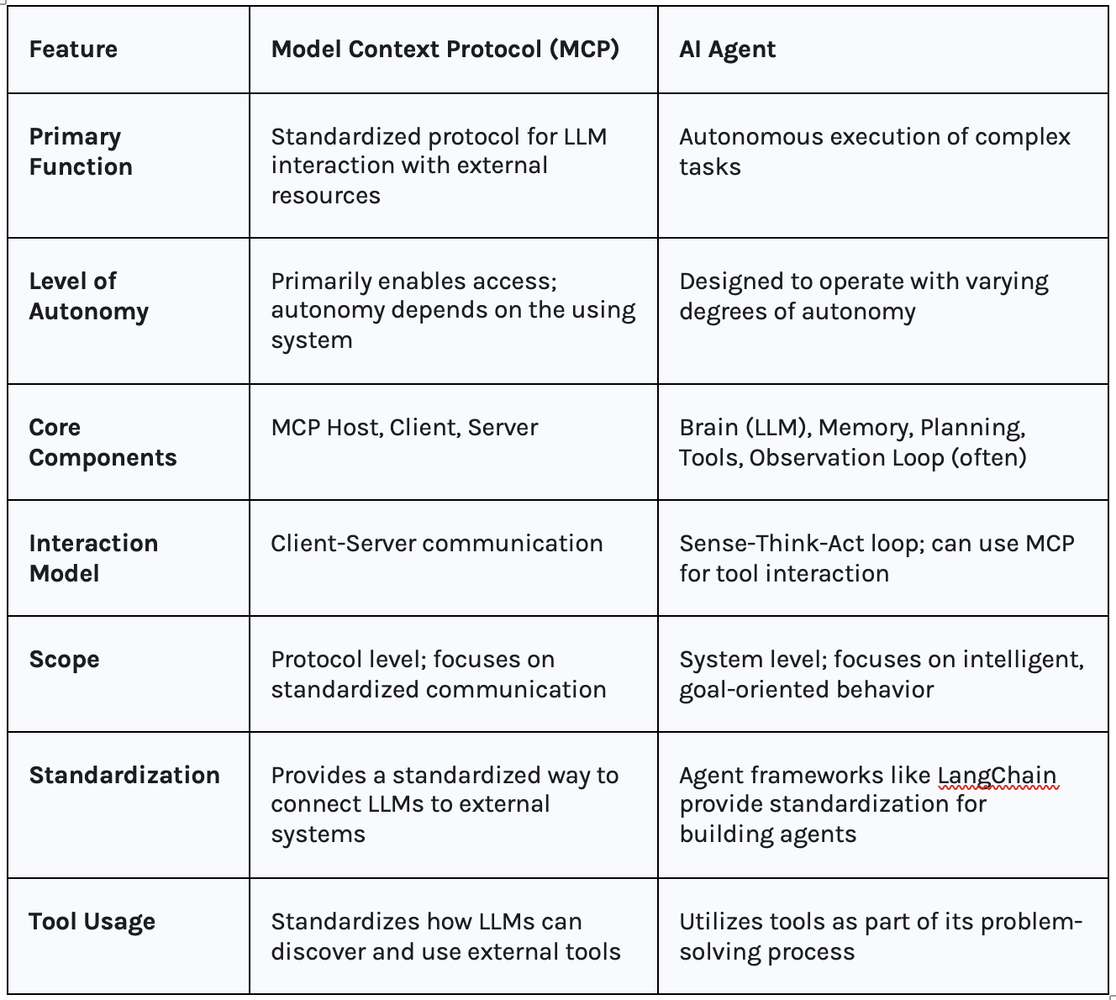 Feature
Model Context Protocol (MCP)
AI Agent
Primary
Function
Standardized protocol for LLM
interaction with external
resources
Autonomous execution of complex
tasks
Level of
Autonomy
Primarily enables access;
autonomy depends on the using
system
Designed to operate with varying
degrees of autonomy
Core
Components
MCP Host, Client, Server
Brain (LLM), Memory, Planning,
Tools, Observation Loop (often)
Interaction
Model
Client-Server communication
Sense-Think-Act loop; can use MCP
for tool interaction
Scope
Protocol level; focuses on
standardized communication
System level; focuses on intelligent,
goal-oriented behavior
Standardization
Provides a standardized way to
connect LLMs to external
systems
Agent frameworks like LangChain
provide standardization for
building agents
Tool Usage
Standardizes how LLMs can
discover and use external tools
Utilizes tools as part of its problem-
solving process